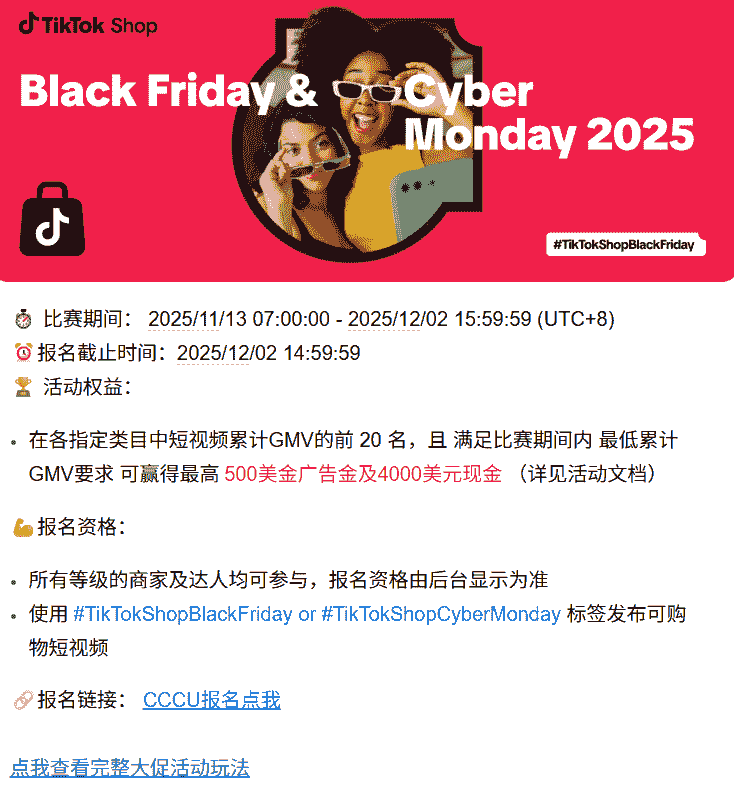 TikTok Shop
Black Friday & Cyber
Monday 2025
#TikTokShopBlackFriday
比赛期间： 2025/11/13 07:00:00 - 2025/12/02 15:59:59 (UTC+8)
报名截止时间：2025/12/02 14:59:59
活动权益：
在各指定类目中短视频累计GMV的前 20 名，且 满足比赛期间内 最低累计
GMV要求 可赢得最高 500美金广告金及4000美元现金 （详见活动文档）
报名资格：
所有等级的商家及达人均可参与，报名资格由后台显示为准
使用 #TikTokShopBlackFriday or #TikTokShopCyberMonday 标签发布可购
物短视频
报名链接： CCCU报名点我
点我查看完整大促活动玩法